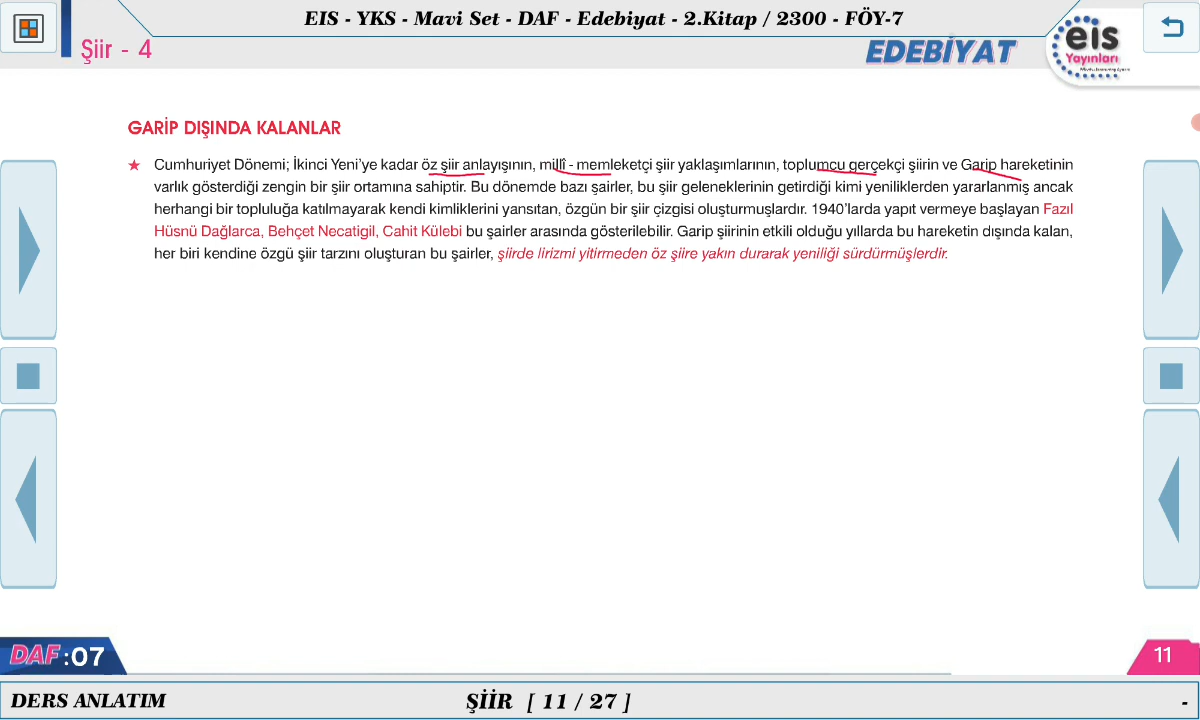 EIS - YKS - Mavi Set - DAF - Edebiyat - 2.Kitap / 2300 - FÖY-7
Şiir - 4
EDEBİYAT
eis
Yayınları
GARİP DIŞINDA KALANLAR
★ Cumhuriyet Dönemi; İkinci Yeni’ye kadar öz şiir anlayışının, millî - memleketçi şiir yaklaşımlarının, toplumcu gerçekçi şiirin ve Garip hareketinin
varlık gösterdiği zengin bir şiir ortamına sahiptir. Bu dönemde bazı şairler, bu şiir geleneklerinin getirdiği kimi yeniliklerden yararlanmış ancak
herhangi bir topluluğa katılmayarak kendi kimliklerini yansıtan, özgün bir şiir çizgisi oluşturmuşlardır. 1940’larda yapıt vermeye başlayan Fazıl
Hüsnü Dağlarca, Behçet Necatigil, Cahit Külebi bu şairler arasında gösterilebilir. Garip şiirinin etkili olduğu yıllarda bu hareketin dışında kalan,
her biri kendine özgü şiir tarzını oluşturan bu şairler, şiirde lirizmi yitirmeden öz şiire yakın durarak yeniliği sürdürmüşlerdir.
DAF :07
11
DERS ANLATIM
ŞİİR [ 11 / 27 ]
-